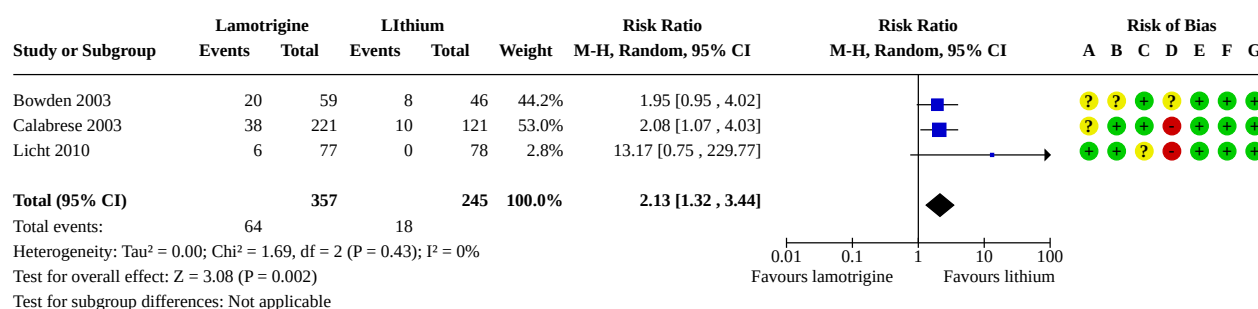 Lamotrigine LIthium Risk Ratio Risk Ratio Risk of Bias
Study or Subgroup Events Total Events Total Weight M-H, Random, 95% CI M-H, Random, 95% CI A B C D E F G
Bowden 2003 20 59 8 46 44.2% 1.95 [0.95 , 4.02] ? ? + ? + + +
Calabrese 2003 38 221 10 121 53.0% 2.08 [1.07 , 4.03] ? + + - + + +
Licht 2010 6 77 0 78 2.8% 13.17 [0.75 , 229.77] + + ? - + + +
Total (95% CI) 357 245 100.0% 2.13 [1.32 , 3.44]
Total events: 64 18
Heterogeneity: Tau² = 0.00; Chi² = 1.69, df = 2 (P = 0.43); I² = 0%
0.01 0.1 1 10 100
Test for overall effect: Z = 3.08 (P = 0.002)
Favours lamotrigine Favours lithium
Test for subgroup differences: Not applicable